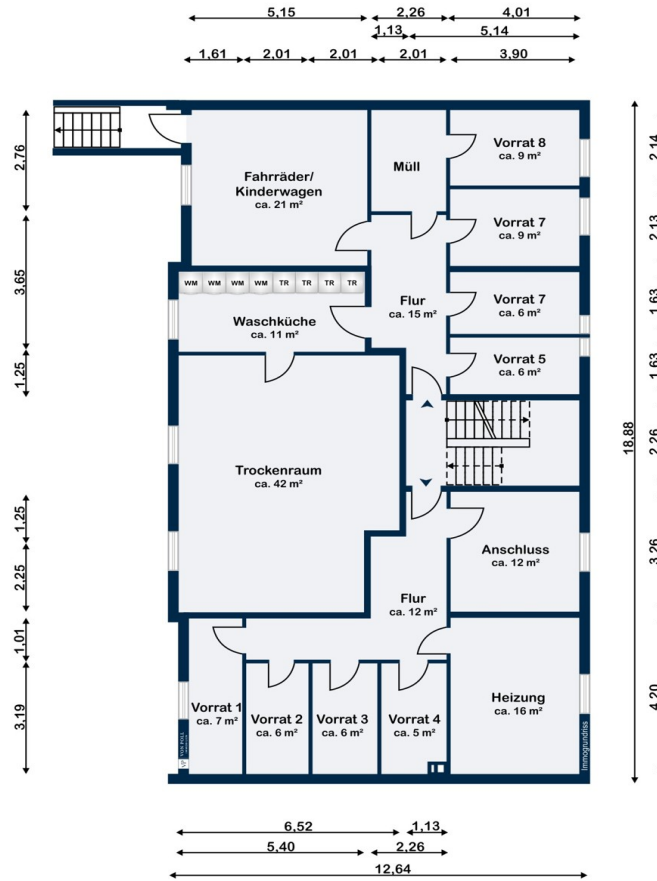 5,15
2,26
4,01
1,13
5,14
1,61
2,01
2,01
2,01
3,90
2,76
3,65
1,25
1,25
2,25
1,01
3,19
Fahrräder/
Kinderwagen
ca. 21 m²
Müll
Vorrat 8
ca. 9 m²
Vorrat 7
ca. 9 m²
WM WM WM WM TR TR TR TR
Waschküche
ca. 11 m²
Flur
ca. 15 m²
Vorrat 7
ca. 6 m²
Vorrat 5
ca. 6 m²
Trockenraum
ca. 42 m²
Anschluss
ca. 12 m²
Flur
ca. 12 m²
Vorrat 1
ca. 7 m²
Vorrat 2
ca. 6 m²
Vorrat 3
ca. 6 m²
Vorrat 4
ca. 5 m²
Heizung
ca. 16 m²
VON POLL
Immogrundriss
18,88
2,14
2,13
1,63
1,63
2,26
3,26
4,20
6,52
1,13
5,40
2,26
12,64